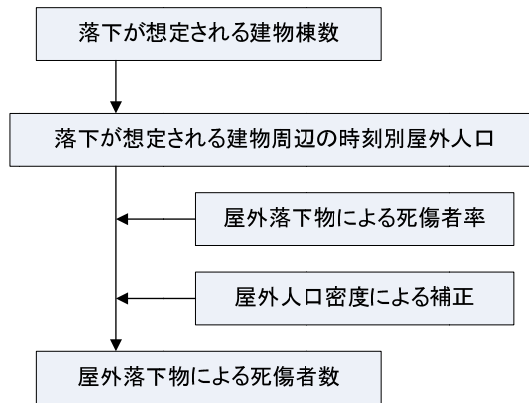 落下が想定される建物棟数
落下が想定される建物周辺の時刻別屋外人口
屋外落下物による死傷者率
屋外人口密度による補正
屋外落下物による死傷者数